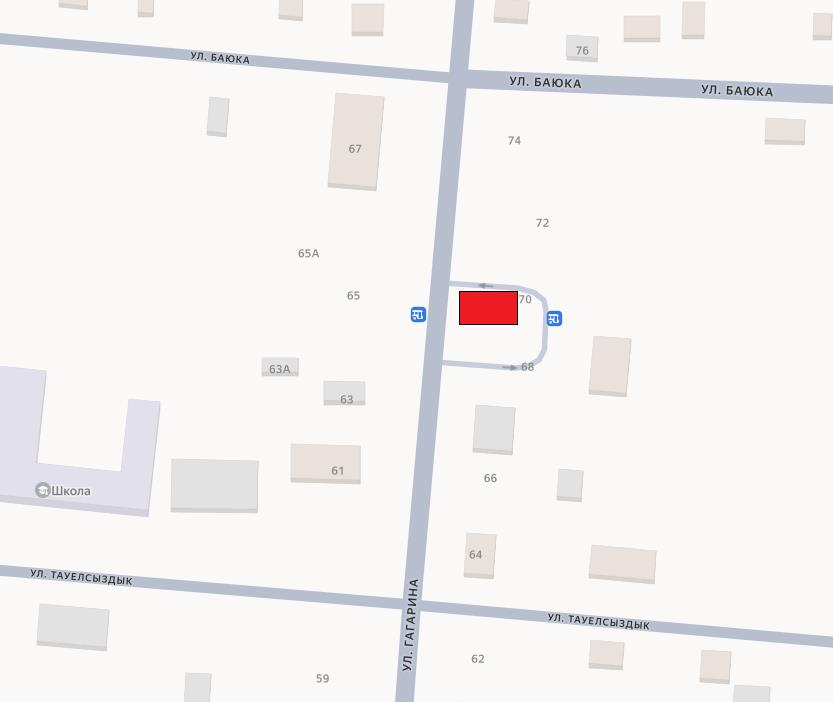 76
УЛ. БАЮКА
УЛ. БАЮКА
УЛ. БАЮКА
74
67
72
65А
65
70
63А
68
63
61
66
Школа
64
УЛ. ТАУЕЛСЫЗДЫК
УЛ. ГАГАРИНА
УЛ. ТАУЕЛСЫЗДЫК
62
59